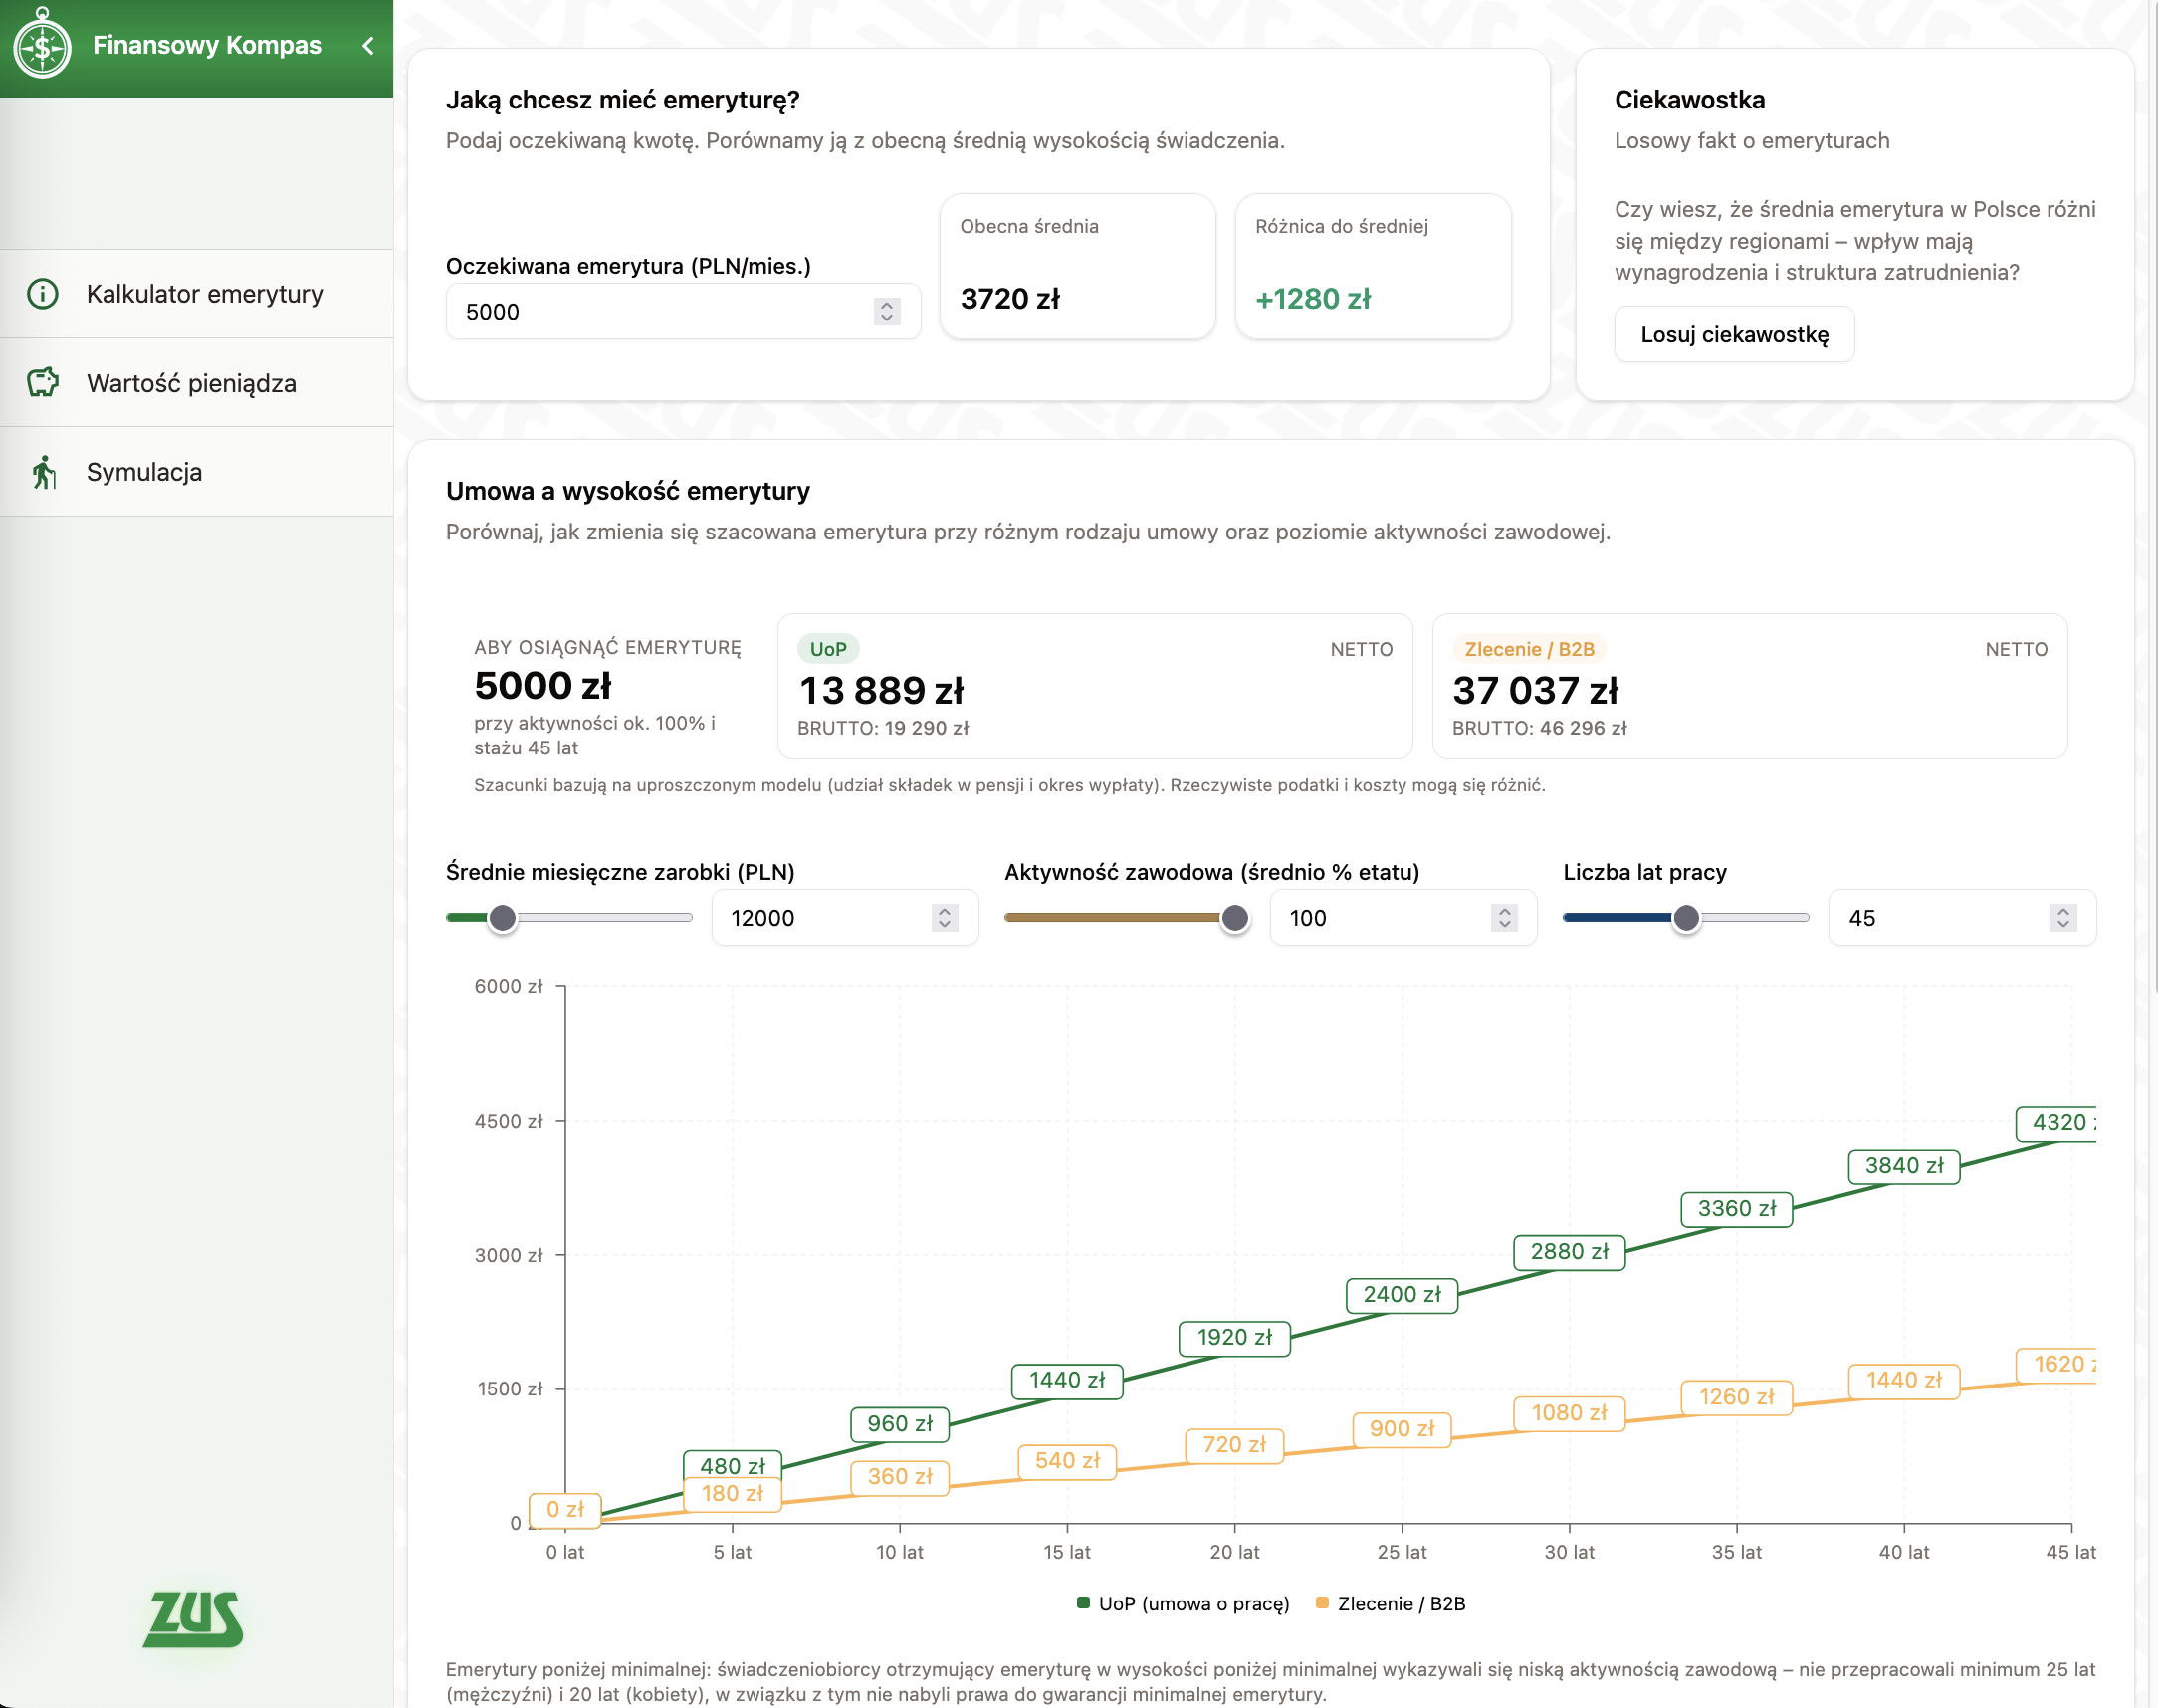 Finansowy Kompas
Kalkulator emerytury
Wartość pieniądza
Symulacja
ZUS
Jaką chcesz mieć emeryturę?
Podaj oczekiwaną kwotę. Porównamy ją z obecną średnią wysokością świadczenia.
Oczekiwana emerytura (PLN/mies.)
5000
Obecna średnia
3720 zł
Różnica do średniej
+1280 zł
Ciekawostka
Losowy fakt o emeryturach
Czy wiesz, że średnia emerytura w Polsce różni
się między regionami – wpływ mają
wynagrodzenia i struktura zatrudnienia?
Losuj ciekawostkę
Umowa a wysokość emerytury
Porównaj, jak zmienia się szacowana emerytura przy różnym rodzaju umowy oraz poziomie aktywności zawodowej.
ABY OSIĄGNĄĆ EMERYTURĘ
5000 zł
przy aktywności ok. 100% i
stażu 45 lat
UoP NETTO
13 889 zł
BRUTTO: 19 290 zł
Zlecenie / B2B NETTO
37 037 zł
BRUTTO: 46 296 zł
Szacunki bazują na uproszczonym modelu (udział składek w pensji i okres wypłaty). Rzeczywiste podatki i koszty mogą się różnić.
Średnie miesięczne zarobki (PLN)
12000
Aktywność zawodowa (średnio % etatu)
100
Liczba lat pracy
45
6000 zł
4500 zł
3000 zł
1500 zł
0
0 zł
480 zł
960 zł
1440 zł
1920 zł
2400 zł
2880 zł
3360 zł
3840 zł
4320
180 zł
360 zł
540 zł
720 zł
900 zł
1080 zł
1260 zł
1440 zł
1620
0 lat 5 lat 10 lat 15 lat 20 lat 25 lat 30 lat 35 lat 40 lat 45 lat
UoP (umowa o pracę) Zlecenie / B2B
Emerytury poniżej minimalnej: świadczeniobiorcy otrzymujący emeryturę w wysokości poniżej minimalnej wykazywali się niską aktywnością zawodową – nie przepracowali minimum 25 lat
(mężczyźni) i 20 lat (kobiety), w związku z tym nie nabyli prawa do gwarancji minimalnej emerytury.